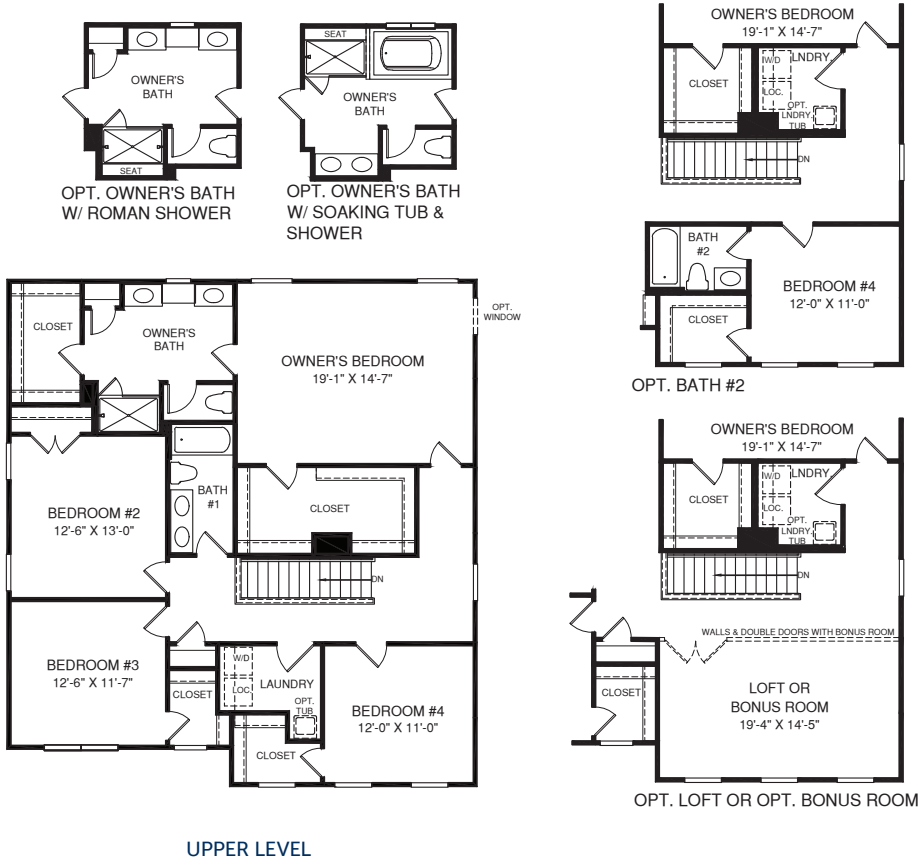 SEAT
OWNER'S
BATH
SEAT
OPT. OWNER'S BATH
W/ ROMAN SHOWER
OWNER'S
BATH
OPT. OWNER'S BATH
W/ SOAKING TUB &
SHOWER
OWNER'S BEDROOM
19'-1" X 14'-7"
CLOSET
W/D
LNDRY.
LOC.
OPT.
LNDRY.
TUB
DN
BATH
#2
BEDROOM #4
12'-0" X 11'-0"
CLOSET
OPT. BATH #2
CLOSET
OWNER'S
BATH
OPT.
WINDOW
OWNER'S BEDROOM
19'-1" X 14'-7"
BEDROOM #2
12'-6" X 13'-0"
BATH
#1
CLOSET
DN
BEDROOM #3
12'-6" X 11'-7"
CLOSET
W/D
LOC.
LAUNDRY
OPT.
TUB
BEDROOM #4
12'-0" X 11'-0"
CLOSET
OWNER'S BEDROOM
19'-1" X 14'-7"
CLOSET
W/D
LNDRY
LOC.
OPT.
LNDRY.
TUB
DN
WALLS & DOUBLE DOORS WITH BONUS ROOM
CLOSET
LOFT OR
BONUS ROOM
19'-4" X 14'-5"
OPT. LOFT OR OPT. BONUS ROOM
UPPER LEVEL